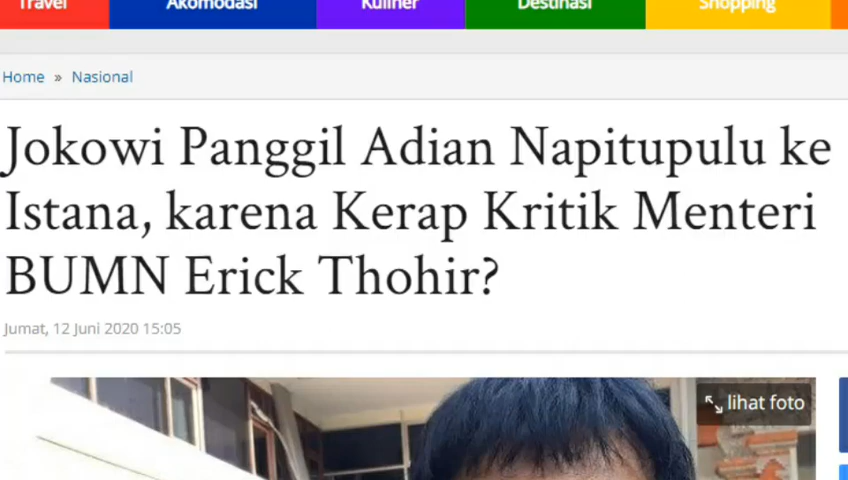 Travel Akomodasi Kuliner Destinasi Shopping
Home » Nasional
Jokowi Panggil Adian Napitupulu ke
Istana, karena Kerap Kritik Menteri
BUMN Erick Thohir?
Jumat, 12 Juni 2020 15:05
lihat foto